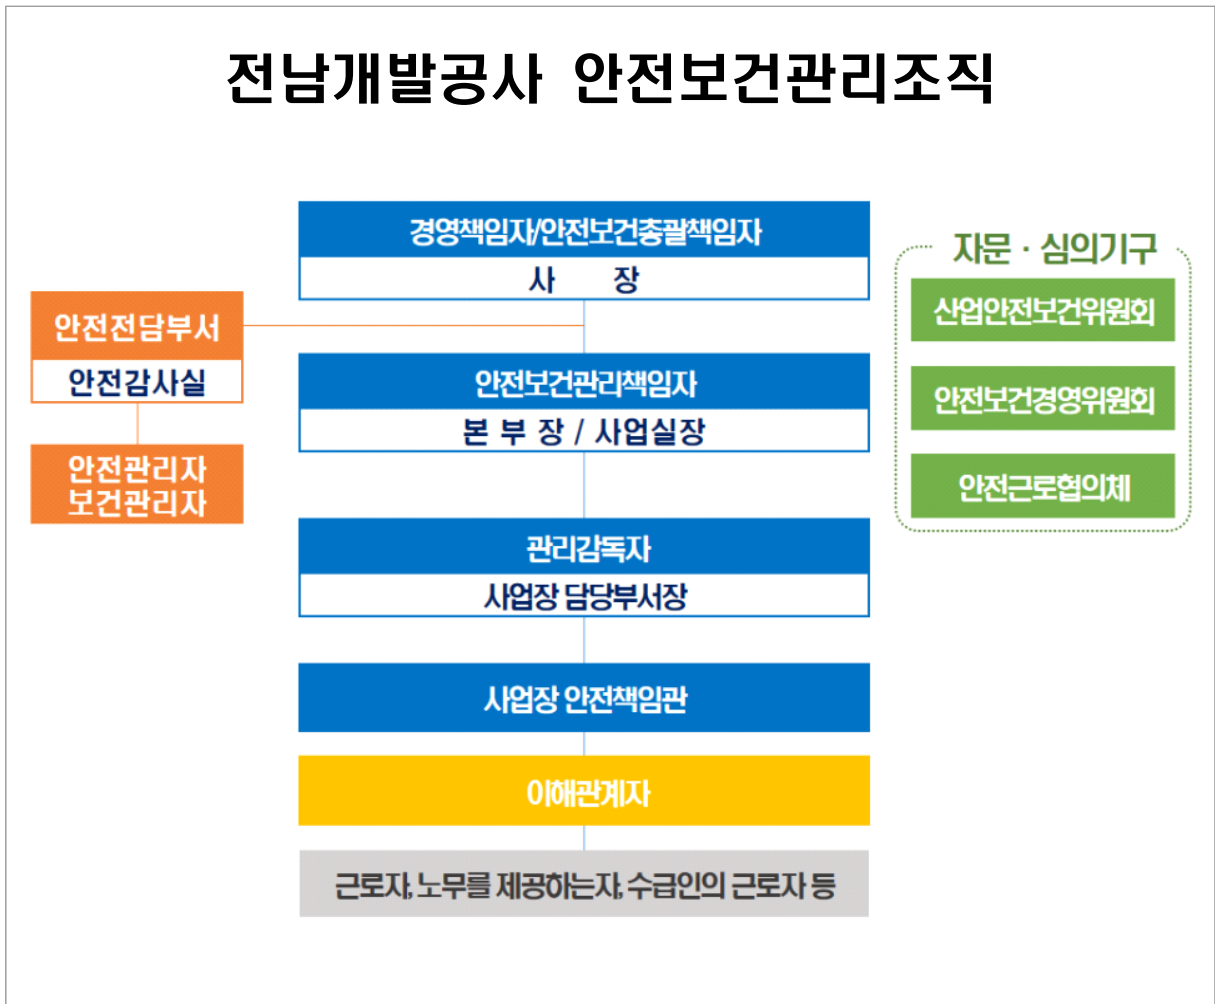 전남개발공사 안전보건관리조직
경영책임자/안전보건총괄책임자
사 장
안전전담부서
안전감사실
안전관리자
보건관리자
안전보건관리책임자
본 부 장 / 사업실장
관리감독자
사업장 담당부서장
사업장 안전책임관
이해관계자
근로자, 노무를 제공하는자, 수급인의 근로자 등
자문 · 심의기구
산업안전보건위원회
안전보건경영위원회
안전근로협의체